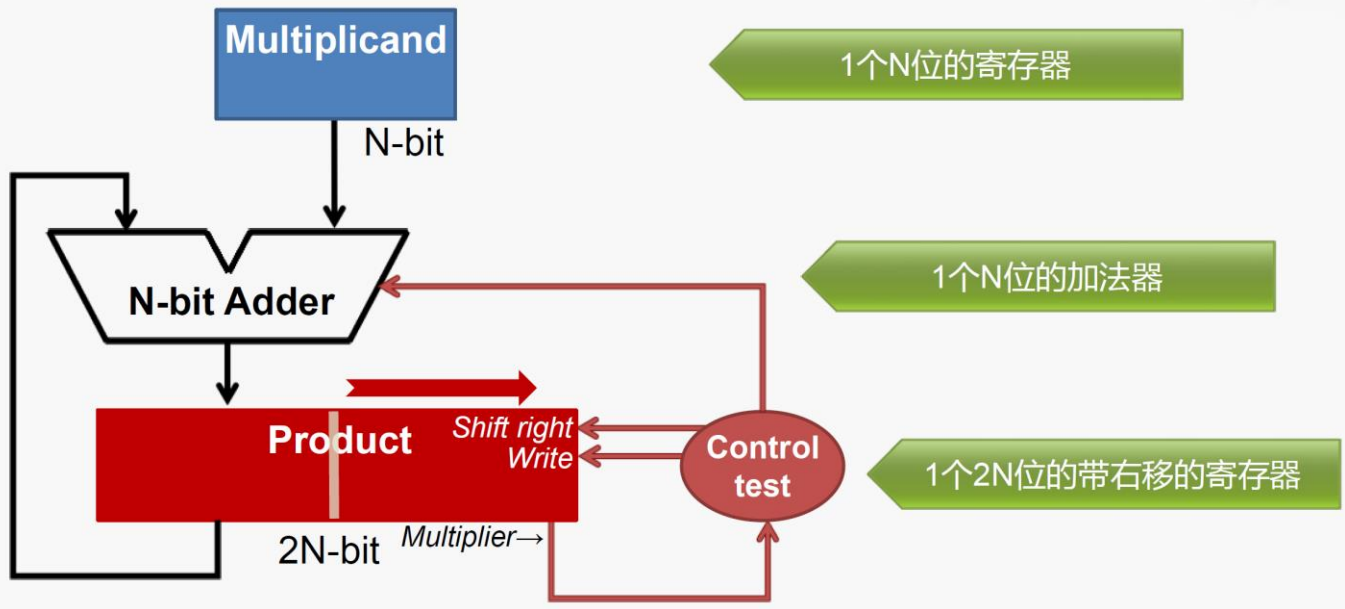 Multiplicand
1个N位的寄存器
N-bit
N-bit Adder
1个N位的加法器
Product
Shift right
Write
Control
test
1个2N位的带右移的寄存器
2N-bit
Multiplier→